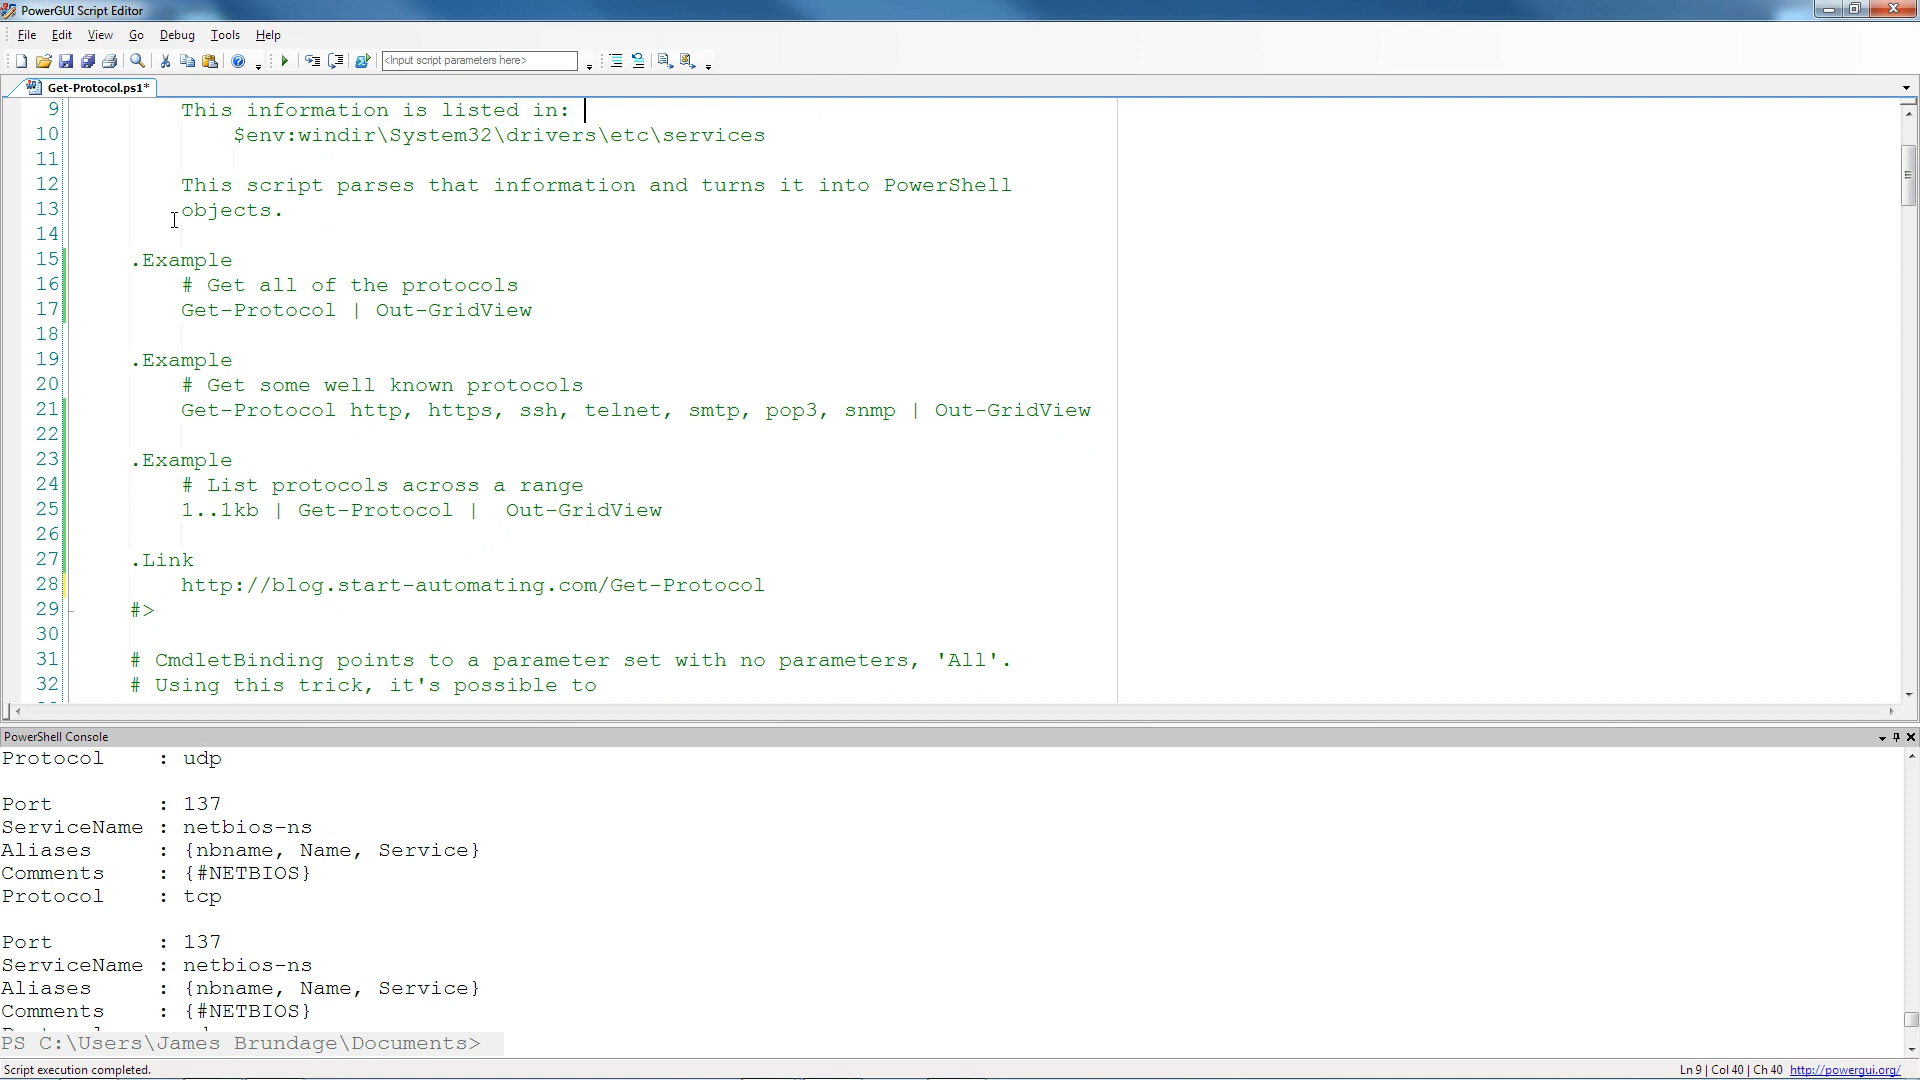 PowerGUI Script Editor
File Edit View Go Debug Tools Help
<Input script parameters here>
Get-Protocol.ps1*
9 This information is listed in:
10 $env:windir\System32\drivers\etc\services
11
12 This script parses that information and turns it into PowerShell
13 objects.
14
15 .Example
16 # Get all of the protocols
17 Get-Protocol | Out-GridView
18
19 .Example
20 # Get some well known protocols
21 Get-Protocol http, https, ssh, telnet, smtp, pop3, snmp | Out-GridView
22
23 .Example
24 # List protocols across a range
25 1..1kb | Get-Protocol |  Out-GridView
26
27 .Link
28 http://blog.start-automating.com/Get-Protocol
29 #>
30
31 # CmdletBinding points to a parameter set with no parameters, 'All'.
32 # Using this trick, it's possible to
PowerShell Console
Protocol : udp
Port : 137
ServiceName : netbios-ns
Aliases : {nbname, Name, Service}
Comments : {#NETBIOS}
Protocol : tcp
Port : 137
ServiceName : netbios-ns
Aliases : {nbname, Name, Service}
Comments : {#NETBIOS}
PS C:\Users\James Brundage\Documents>
Script execution completed.
Ln 9 | Col 40 | Ch 40 http://powergui.org/